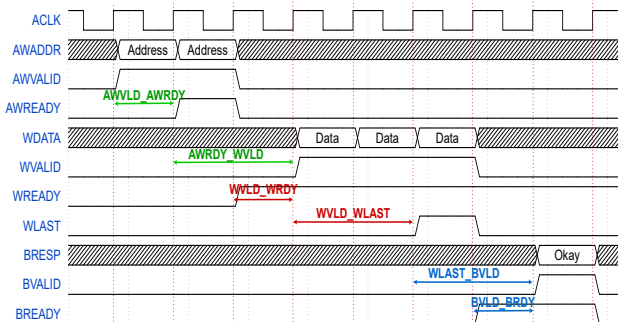 ACLK
AWADDR Address Address
AWVALID
AWVLD_AWRDY
AWREADY
WDATA Data Data Data
AWRDY_WVLD
WVALID
WVLD_WRDY
WREADY
WVLD_WLAST
WLAST
BRESP Okay
WLAST_BVLD
BVALID
BVLD_BRDY
BREADY